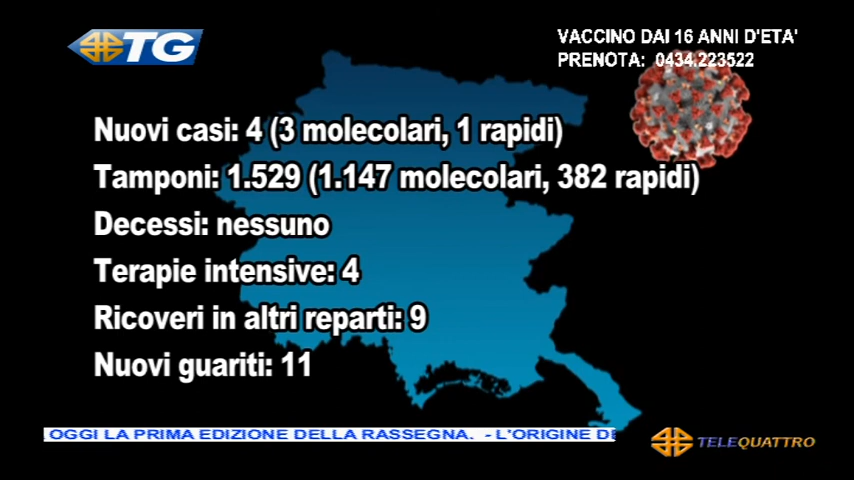 TG
VACCINO DAI 16 ANNI D'ETA'
PRENOTA: 0434.223522
Nuovi casi: 4 (3 molecolari, 1 rapidi)
Tamponi: 1.529 (1.147 molecolari, 382 rapidi)
Decessi: nessuno
Terapie intensive: 4
Ricoveri in altri reparti: 9
Nuovi guariti: 11
OGGI LA PRIMA EDIZIONE DELLA RASSEGNA. - L'ORIGINE DE
TELEQUATTRO